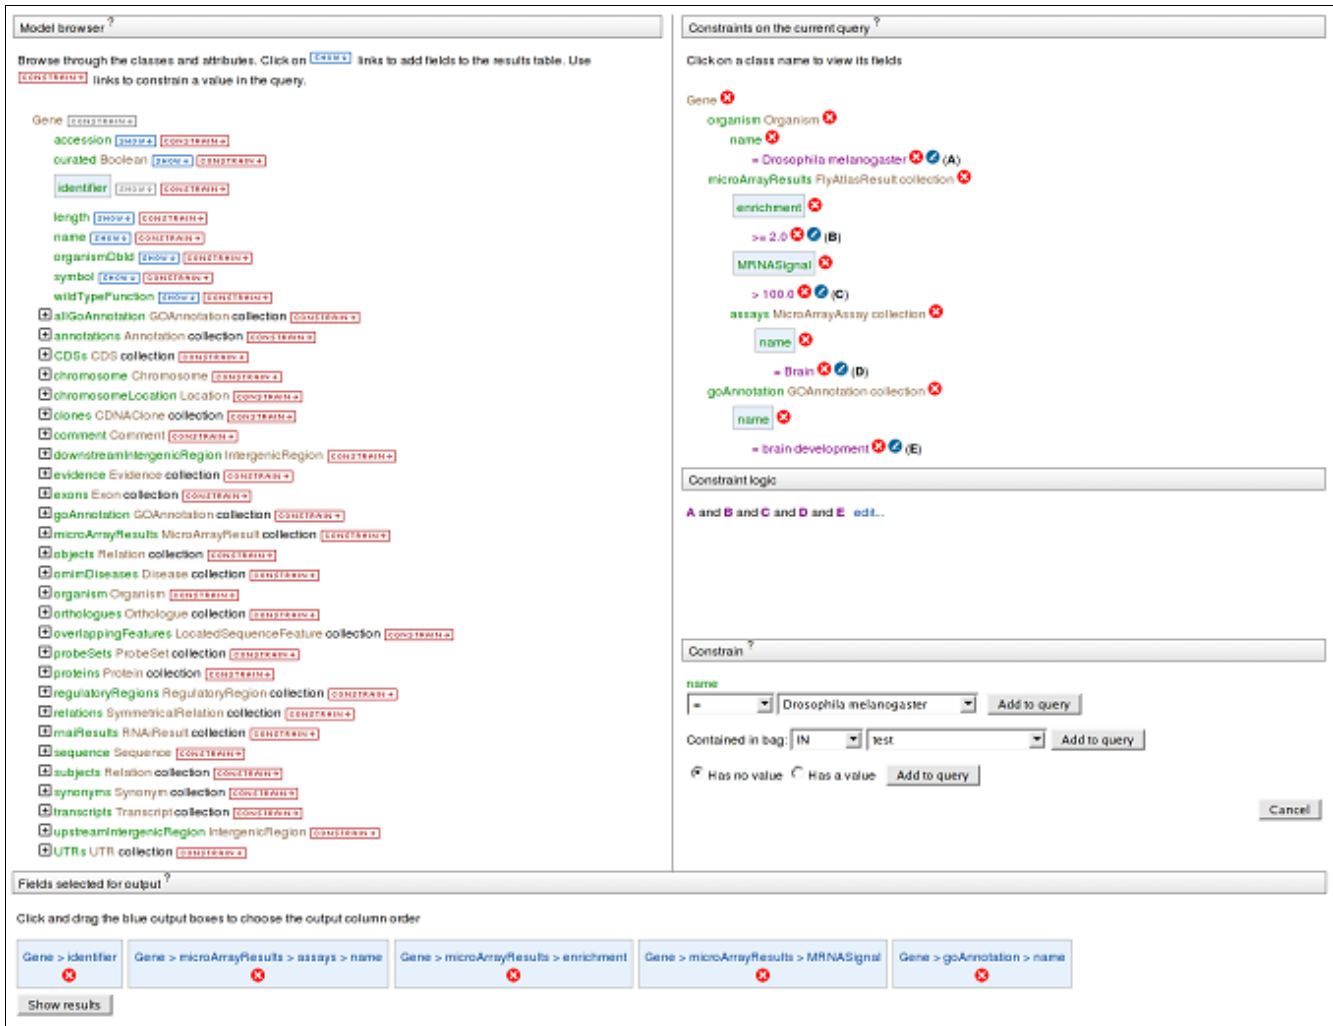 Model browser ?
Browse through the classes and attributes. Click on SHOW links to add fields to the results table. Use
CONSTRAIN links to constrain a value in the query.
Gene CONSTRAIN
accession SHOW CONSTRAIN
curated Boolean SHOW CONSTRAIN
identifier SHOW CONSTRAIN
length SHOW CONSTRAIN
name SHOW CONSTRAIN
organismDbId SHOW CONSTRAIN
symbol SHOW CONSTRAIN
wildTypeFunction SHOW CONSTRAIN
allGoAnnotation GOAnnotation collection CONSTRAIN
annotations Annotation collection CONSTRAIN
CDSs CDS collection CONSTRAIN
chromosome Chromosome CONSTRAIN
chromosomeLocation Location CONSTRAIN
clones CDNAClone collection CONSTRAIN
comment Comment CONSTRAIN
downstreamIntergenicRegion IntergenicRegion CONSTRAIN
evidence Evidence collection CONSTRAIN
exons Exon collection CONSTRAIN
goAnnotation GOAnnotation collection CONSTRAIN
microArrayResults MicroArrayResult collection CONSTRAIN
objects Relation collection CONSTRAIN
omimDiseases Disease collection CONSTRAIN
organism Organism CONSTRAIN
orthologues Orthologue collection CONSTRAIN
overlappingFeatures LocatedSequenceFeature collection CONSTRAIN
probeSets ProbeSet collection CONSTRAIN
proteins Protein collection CONSTRAIN
regulatoryRegions RegulatoryRegion collection CONSTRAIN
relations SymmetricalRelation collection CONSTRAIN
rnaiResults RNAiResult collection CONSTRAIN
sequence Sequence CONSTRAIN
subjects Relation collection CONSTRAIN
synonyms Synonym collection CONSTRAIN
transcripts Transcript collection CONSTRAIN
upstreamIntergenicRegion IntergenicRegion CONSTRAIN
UTRs UTR collection CONSTRAIN
Constraints on the current query ?
Click on a class name to view its fields
Gene
organism Organism
name
= Drosophila melanogaster (A)
microArrayResults FlyAtlasResult collection
enrichment
>= 2.0 (B)
MRNASignal
> 100.0 (C)
assays MicroArrayAssay collection
name
= Brain (D)
goAnnotation GOAnnotation collection
name
= brain development (E)
Constraint logic
A and B and C and D and E edit...
Constrain ?
name
= Drosophila melanogaster Add to query
Contained in bag: IN test Add to query
Has no value Has a value Add to query
Cancel
Fields selected for output ?
Click and drag the blue output boxes to choose the output column order
Gene > identifier
Gene > microArrayResults > assays > name
Gene > microArrayResults > enrichment
Gene > microArrayResults > MRNASignal
Gene > goAnnotation > name
Show results